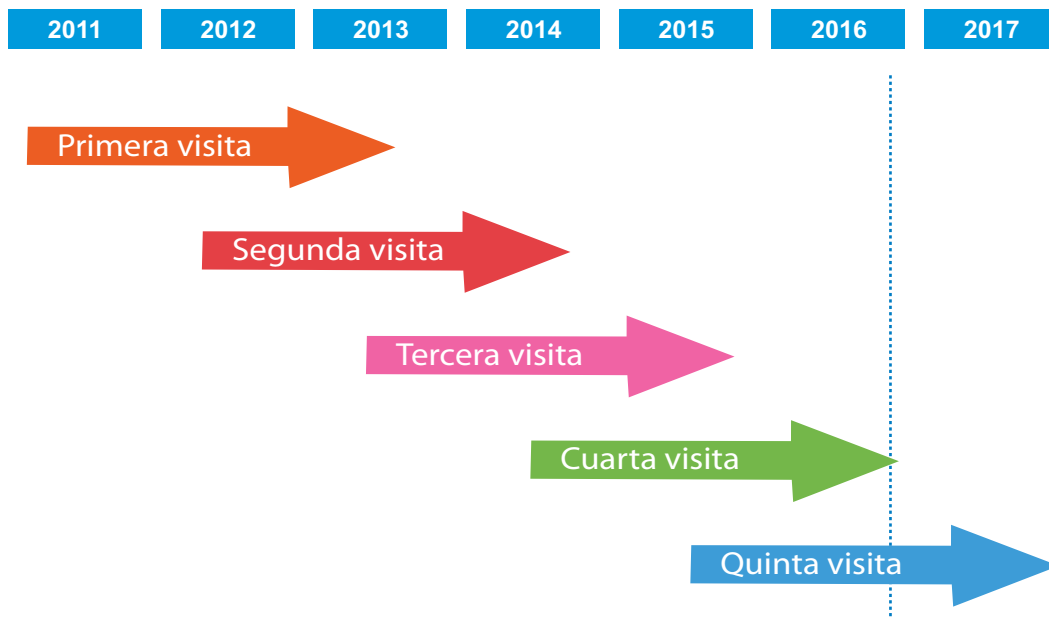 2011 2012 2013 2014 2015 2016 2017
Primera visita
Segunda visita
Tercera visita
Cuarta visita
Quinta visita